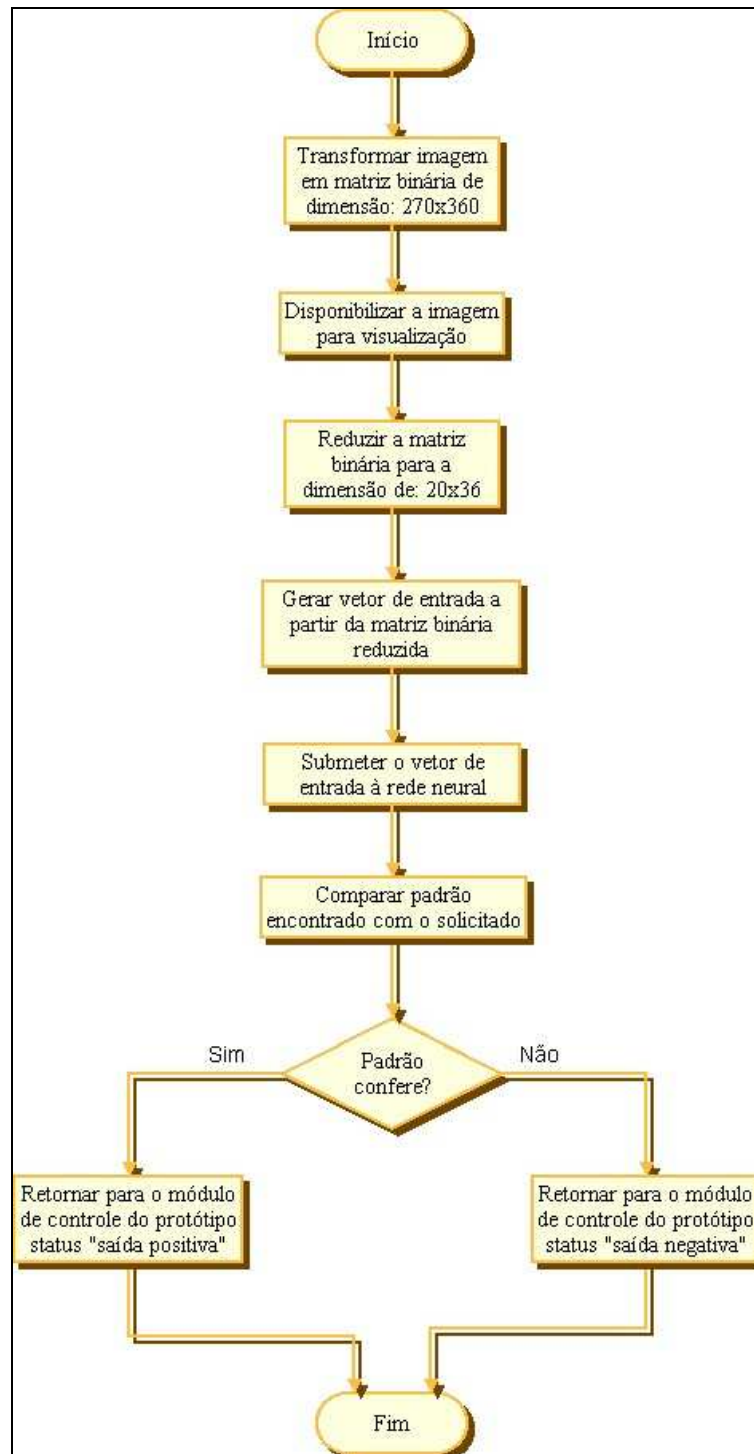 Início
Transformar imagem
em matriz binária de
dimensão: 270x360
Disponibilizar a imagem
para visualização
Reduzir a matriz
binária para a
dimensão de: 20x36
Gerar vetor de entrada a
partir da matriz binária
reduzida
Submeter o vetor de
entrada à rede neural
Comparar padrão
encontrado com o solicitado
Padrão
confere?
Sim
Não
Retornar para o módulo
de controle do protótipo
status "saída positiva"
Retornar para o módulo
de controle do protótipo
status "saída negativa"
Fim